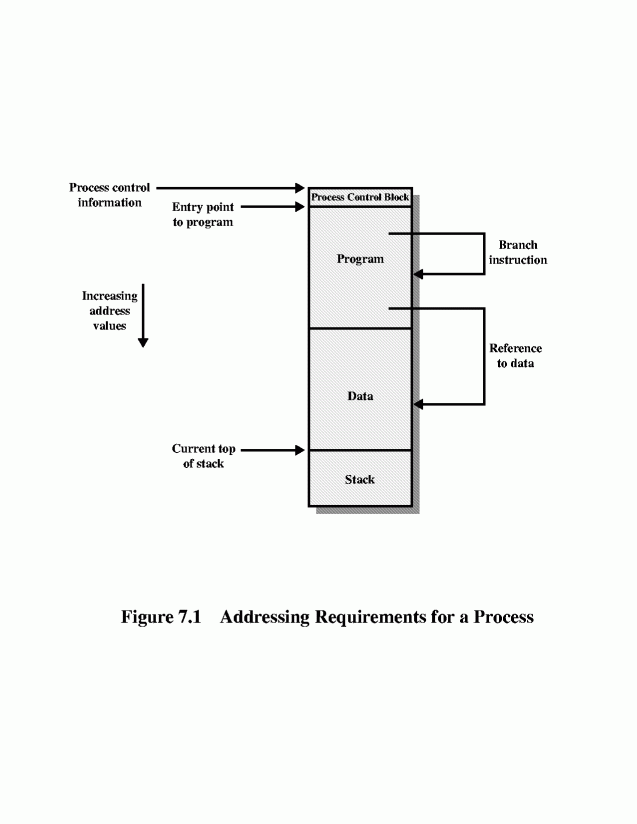 Process control
information
Process Control Block
Entry point
to program
Program
Branch
instruction
Increasing
address
values
Reference
to data
Data
Current top
of stack
Stack
Figure 7.1 Addressing Requirements for a Process